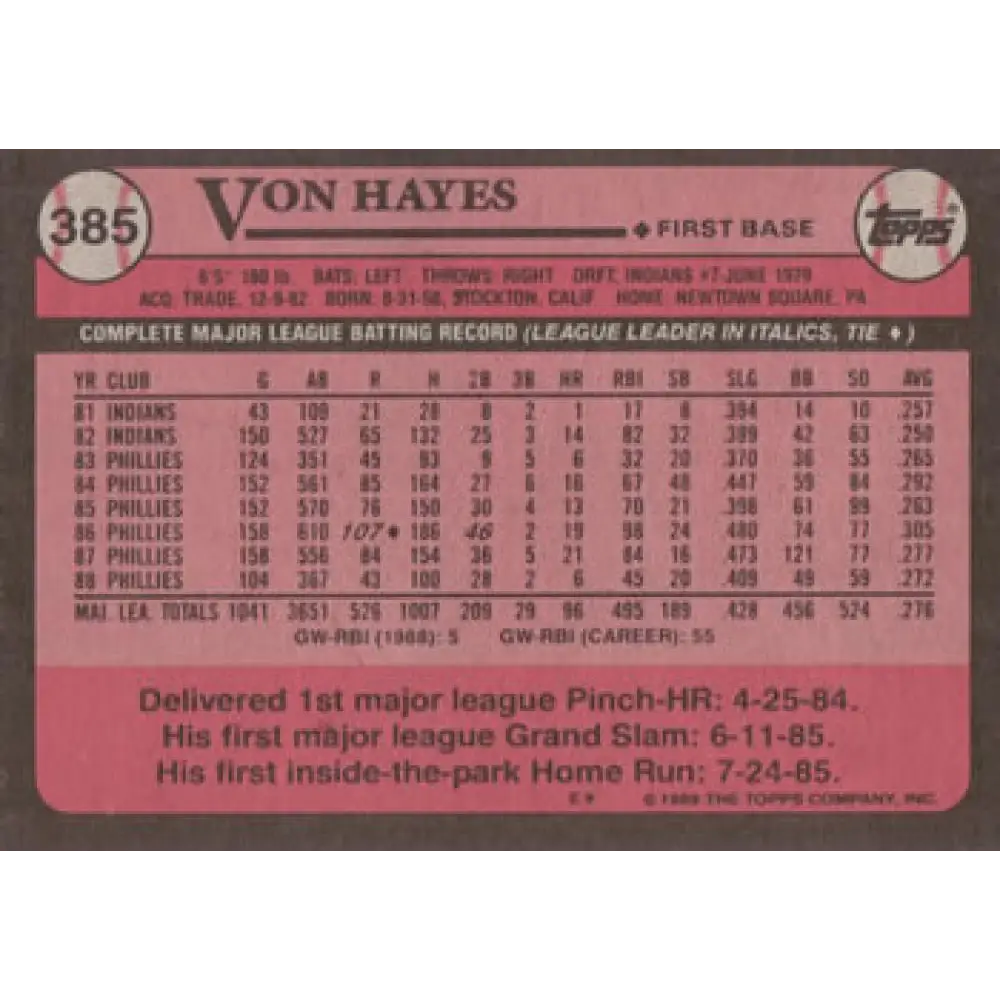 385
VON HAYES
♦ FIRST BASE
Topps®
6'5" 180 lb. BATS: LEFT THROWS: RIGHT DRFT: INDIANS #7-JUNE 1979
ACQ. TRADE, 12-9-82 BORN: 8-31-58, STOCKTON, CALIF HOME: NEWTOWN SQUARE, PA
COMPLETE MAJOR LEAGUE BATTING RECORD (LEAGUE LEADER IN ITALICS, TIE ♦)
YR CLUB G AB R H 2B 3B HR RBI SB SLG BB SO AVG
81 INDIANS 43 109 21 28 8 2 1 17 8 .394 14 10 .257
82 INDIANS 150 527 65 132 25 3 14 82 32 .389 42 63 .250
83 PHILLIES 124 351 45 93 9 5 6 32 20 .370 36 55 .265
84 PHILLIES 152 561 85 164 27 6 16 67 48 .447 59 84 .292
85 PHILLIES 152 570 76 150 30 4 13 70 21 .398 61 99 .263
86 PHILLIES 158 610 107♦ 186 46 2 19 98 24 .480 74 77 .305
87 PHILLIES 158 556 84 154 36 5 21 84 16 .473 121 77 .277
88 PHILLIES 104 367 43 100 28 2 6 45 20 .409 49 59 .272
MAJ. LEA. TOTALS 1041 3651 526 1007 209 29 96 495 189 .428 456 524 .276
GW-RBI (1988): 5 GW-RBI (CAREER): 55
Delivered 1st major league Pinch-HR: 4-25-84.
His first major league Grand Slam: 6-11-85.
His first inside-the-park Home Run: 7-24-85.
E★ © 1989 THE TOPPS COMPANY, INC.